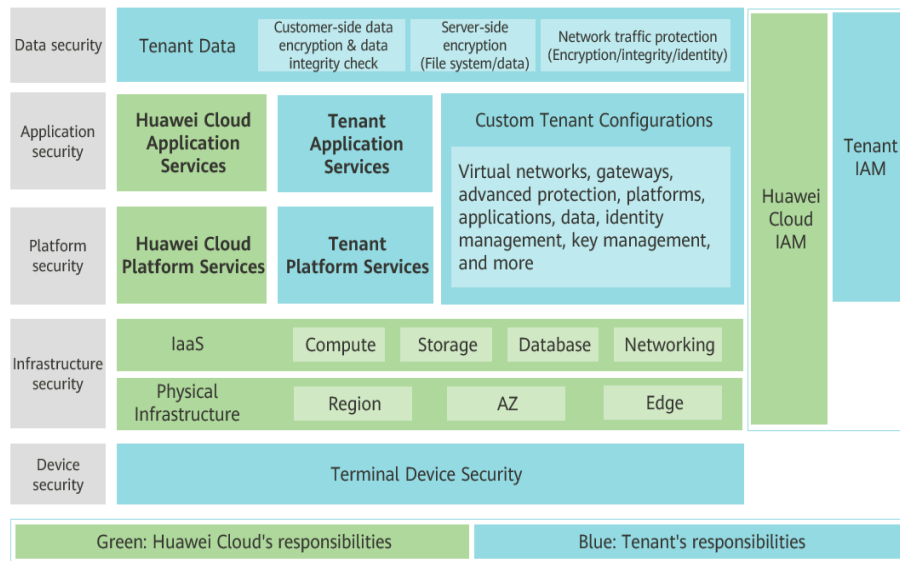 Data security
Tenant Data
Customer-side data
encryption & data
integrity check
Server-side
encryption
(File system/data)
Network traffic protection
(Encryption/integrity/identity)
Application
security
Huawei Cloud
Application
Services
Tenant
Application
Services
Custom Tenant Configurations
Virtual networks, gateways,
advanced protection, platforms,
applications, data, identity
management, key management,
and more
Platform
security
Huawei Cloud
Platform Services
Tenant
Platform Services
Huawei
Cloud
IAM
Tenant
IAM
Infrastructure
security
IaaS
Compute
Storage
Database
Networking
Physical
Infrastructure
Region
AZ
Edge
Device
security
Terminal Device Security
Green: Huawei Cloud's responsibilities
Blue: Tenant's responsibilities